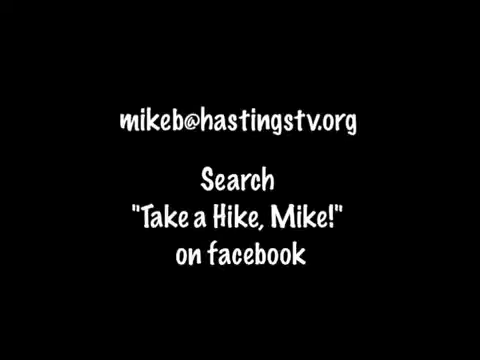 mikeb@hastingstv.org
Search
"Take a Hike, Mike!"
on facebook